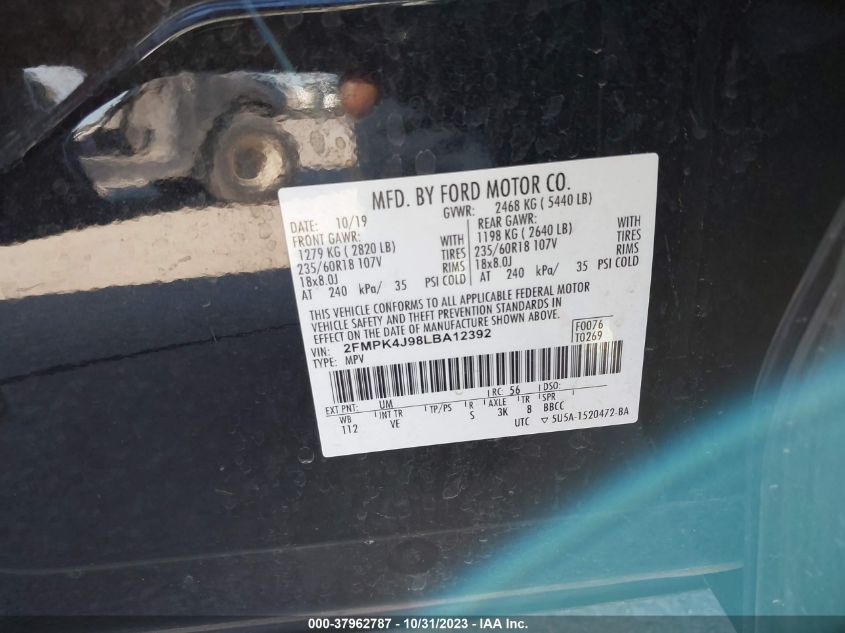 MFD. BY FORD MOTOR CO.
DATE: 10/19 GVWR: 2468 KG ( 5440 LB)
FRONT GAWR: REAR GAWR:
1279 KG ( 2820 LB) WITH 1198 KG ( 2640 LB) WITH
235/60R18 107V TIRES 235/60R18 107V TIRES
18x8.0J RIMS 18x8.0J RIMS
AT 240 kPa/ 35 PSI COLD AT 240 kPa/ 35 PSI COLD
THIS VEHICLE CONFORMS TO ALL APPLICABLE FEDERAL MOTOR
VEHICLE SAFETY AND THEFT PREVENTION STANDARDS IN
EFFECT ON THE DATE OF MANUFACTURE SHOWN ABOVE.
VIN: 2FMPK4J98LBA12392 F0076
TYPE: MPV T0269
EXT PNT: UM RC: 56 DSO:
WB INT TR TP/PS R AXLE TR SPR
112 VE S 3K 8 BBCC
UTC ▽ 5U5A-1520472-BA
000-37962787 - 10/31/2023 - IAA Inc.